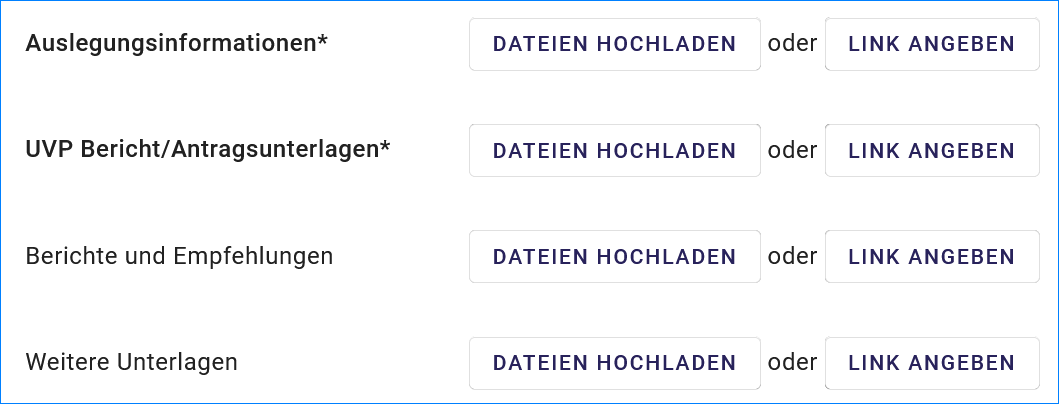 Auslegungsinformationen* DATEIEN HOCHLADEN oder LINK ANGEBEN
UVP Bericht/Antragsunterlagen* DATEIEN HOCHLADEN oder LINK ANGEBEN
Berichte und Empfehlungen DATEIEN HOCHLADEN oder LINK ANGEBEN
Weitere Unterlagen DATEIEN HOCHLADEN oder LINK ANGEBEN